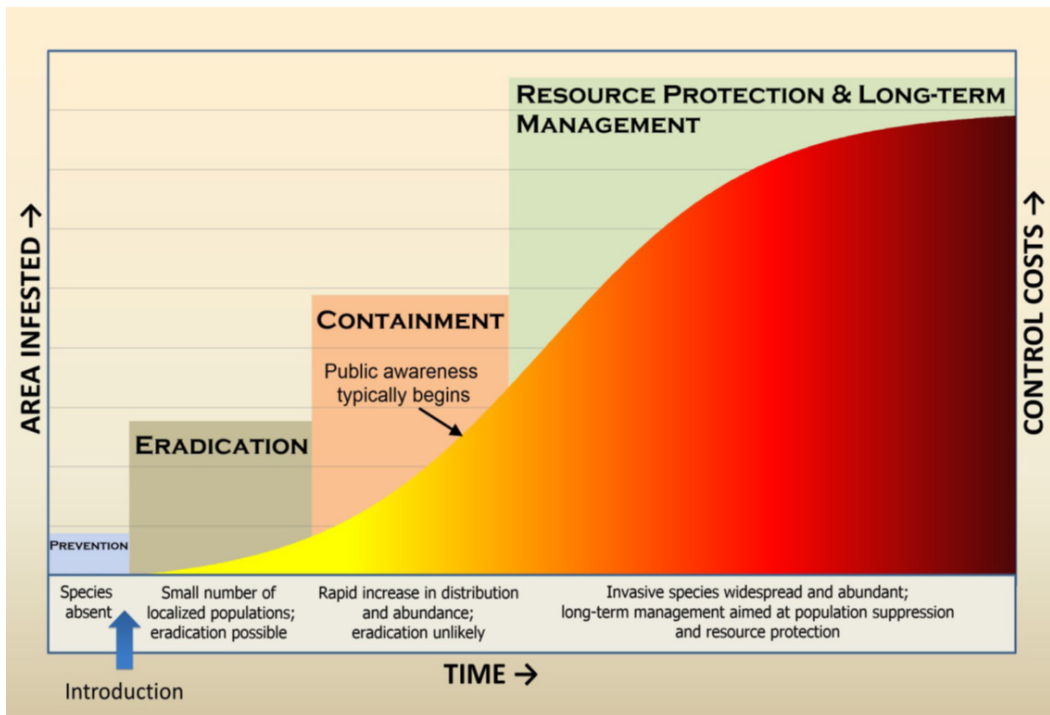 RESOURCE PROTECTION & LONG-TERM
MANAGEMENT
CONTAINMENT
Public awareness
typically begins
ERADICATION
PREVENTION
AREA INFESTED →
CONTROL COSTS →
Species
absent
Small number of
localized populations;
eradication possible
Rapid increase in distribution
and abundance;
eradication unlikely
Invasive species widespread and abundant;
long-term management aimed at population suppression
and resource protection
TIME →
Introduction